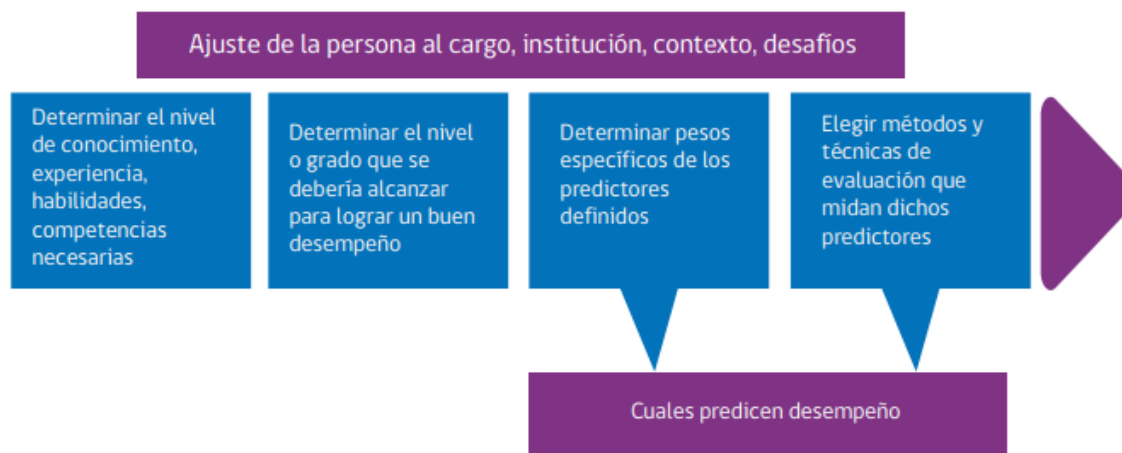 Ajuste de la persona al cargo, institución, contexto, desafíos
Determinar el nivel
de conocimiento,
experiencia,
habilidades,
competencias
necesarias
Determinar el nivel
o grado que se
debería alcanzar
para lograr un buen
desempeño
Determinar pesos
específicos de los
predictores
definidos
Elegir métodos y
técnicas de
evaluación que
midan dichos
predictores
Cuales predicen desempeño